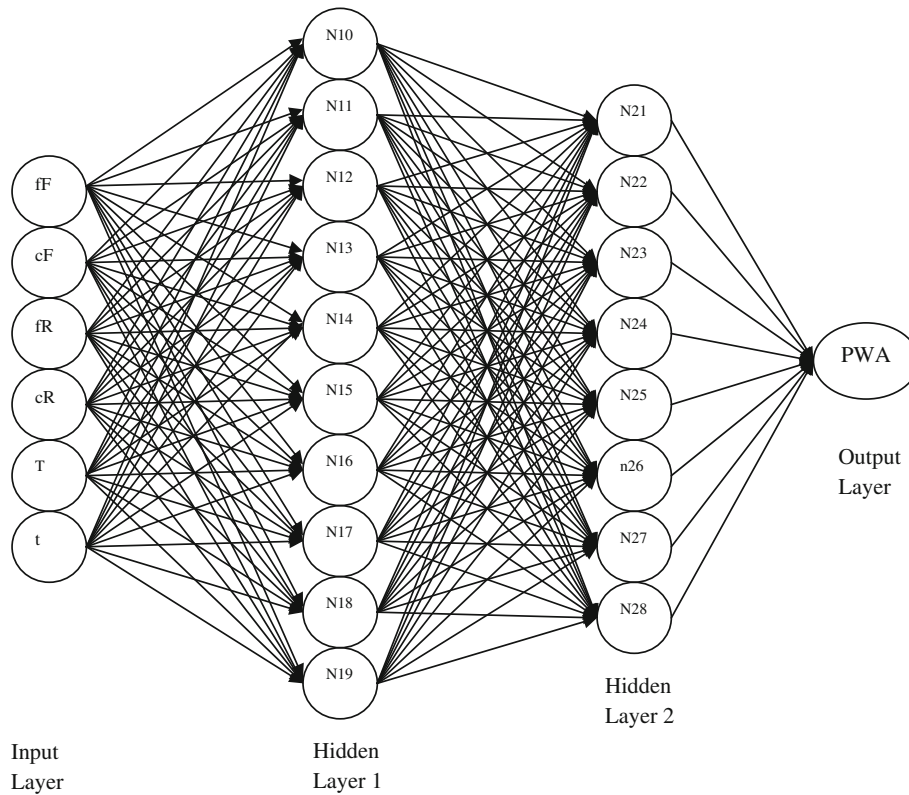 fF
cF
fR
cR
T
t
Input
Layer
N10
N11
N12
N13
N14
N15
N16
N17
N18
N19
Hidden
Layer 1
N21
N22
N23
N24
N25
n26
N27
N28
Hidden
Layer 2
PWA
Output
Layer